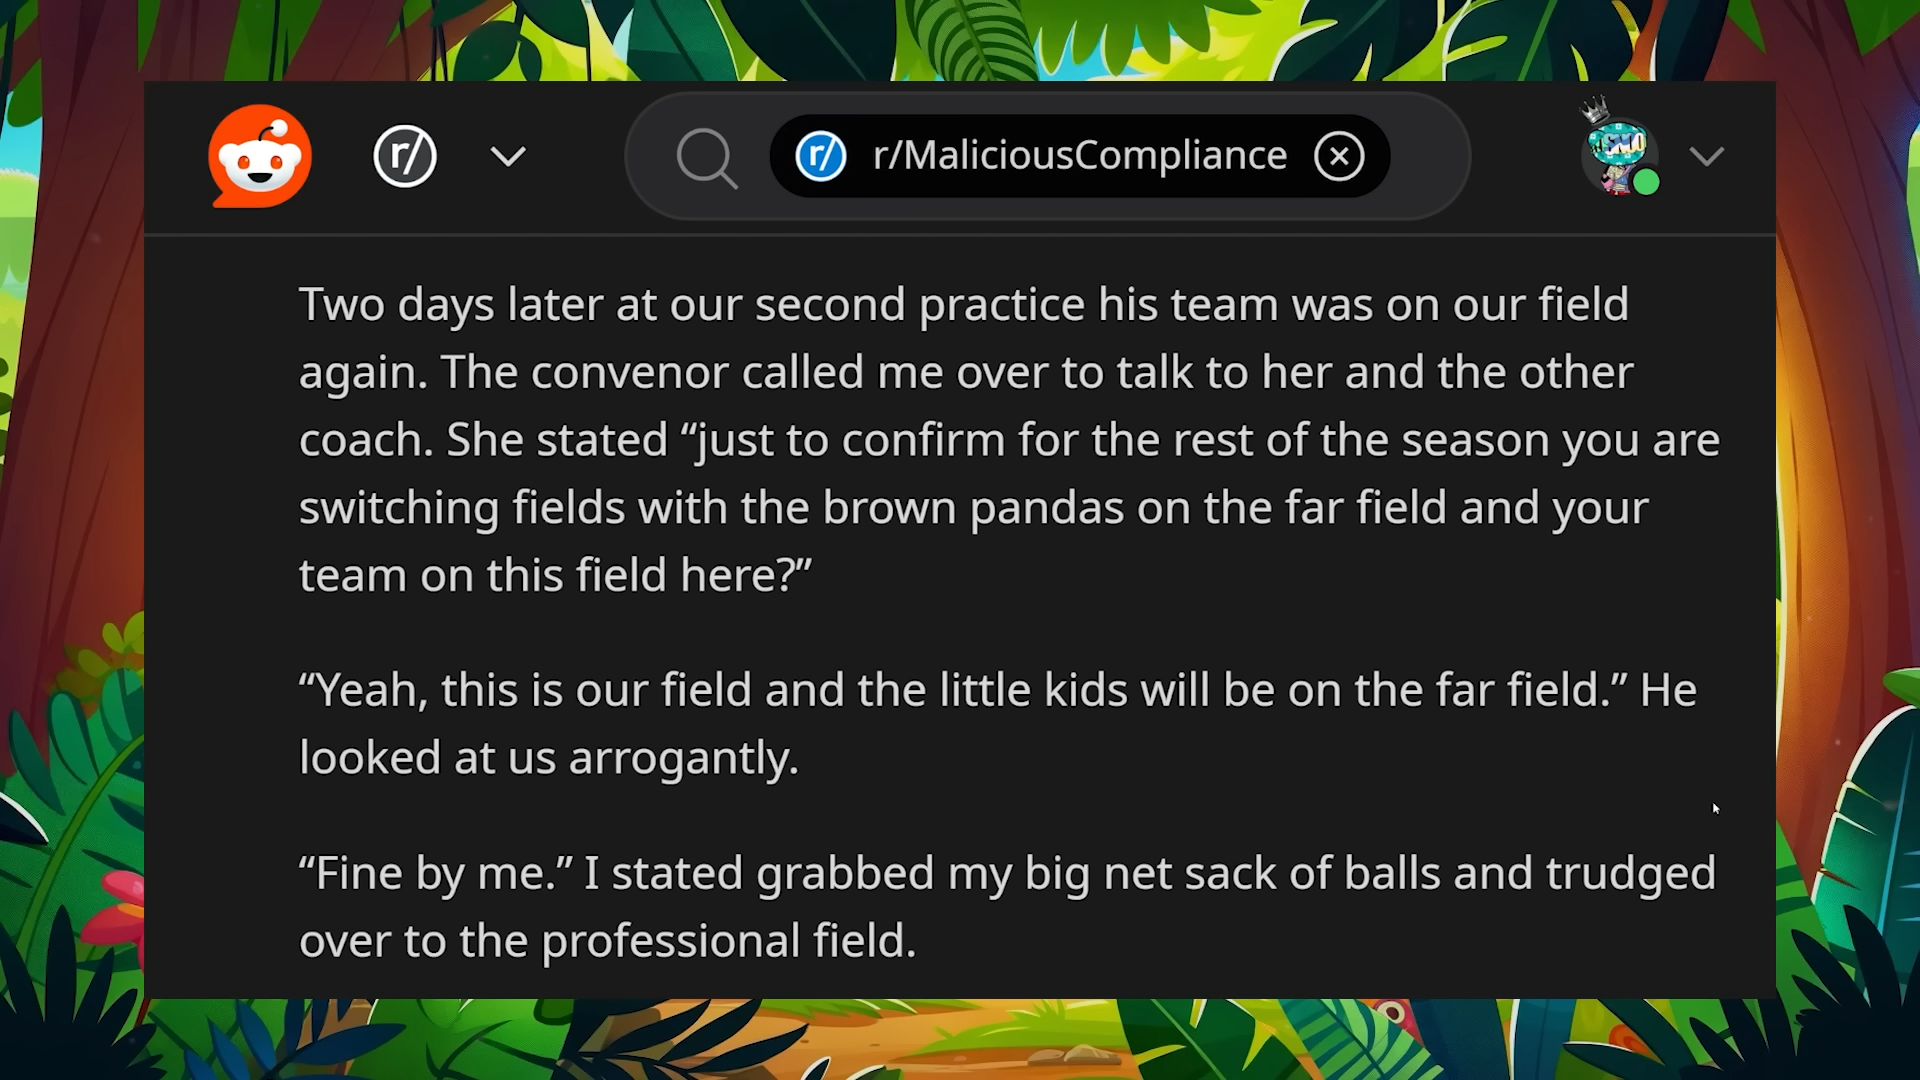 r/
r/ r/MaliciousCompliance
Two days later at our second practice his team was on our field
again. The convenor called me over to talk to her and the other
coach. She stated “just to confirm for the rest of the season you are
switching fields with the brown pandas on the far field and your
team on this field here?”
“Yeah, this is our field and the little kids will be on the far field.” He
looked at us arrogantly.
“Fine by me.” I stated grabbed my big net sack of balls and trudged
over to the professional field.